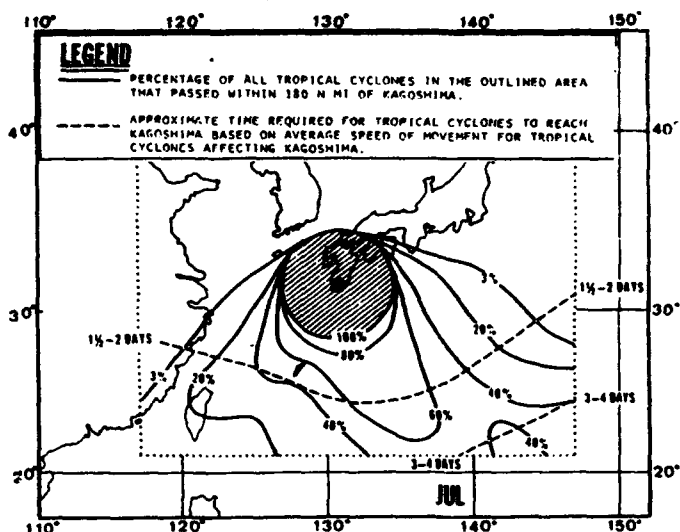 110° 120° 130° 140° 150°
LEGEND
PERCENTAGE OF ALL TROPICAL CYCLONES IN THE OUTLINED AREA
THAT PASSED WITHIN 180 N MI OF KAGOSHIMA.
APPROXIMATE TIME REQUIRED FOR TROPICAL CYCLONES TO REACH
KAGOSHIMA BASED ON AVERAGE SPEED OF MOVEMENT FOR TROPICAL
CYCLONES AFFECTING KAGOSHIMA.
40° 40°
3%
1½-2 DAYS
30° 30°
20%
100%
1½-2 DAYS
80%
3% 20% 40%
3-4 DAYS
60%
40% 40%
3-4 DAYS
20° 20°
JUL
110° 120° 130° 140° 150°